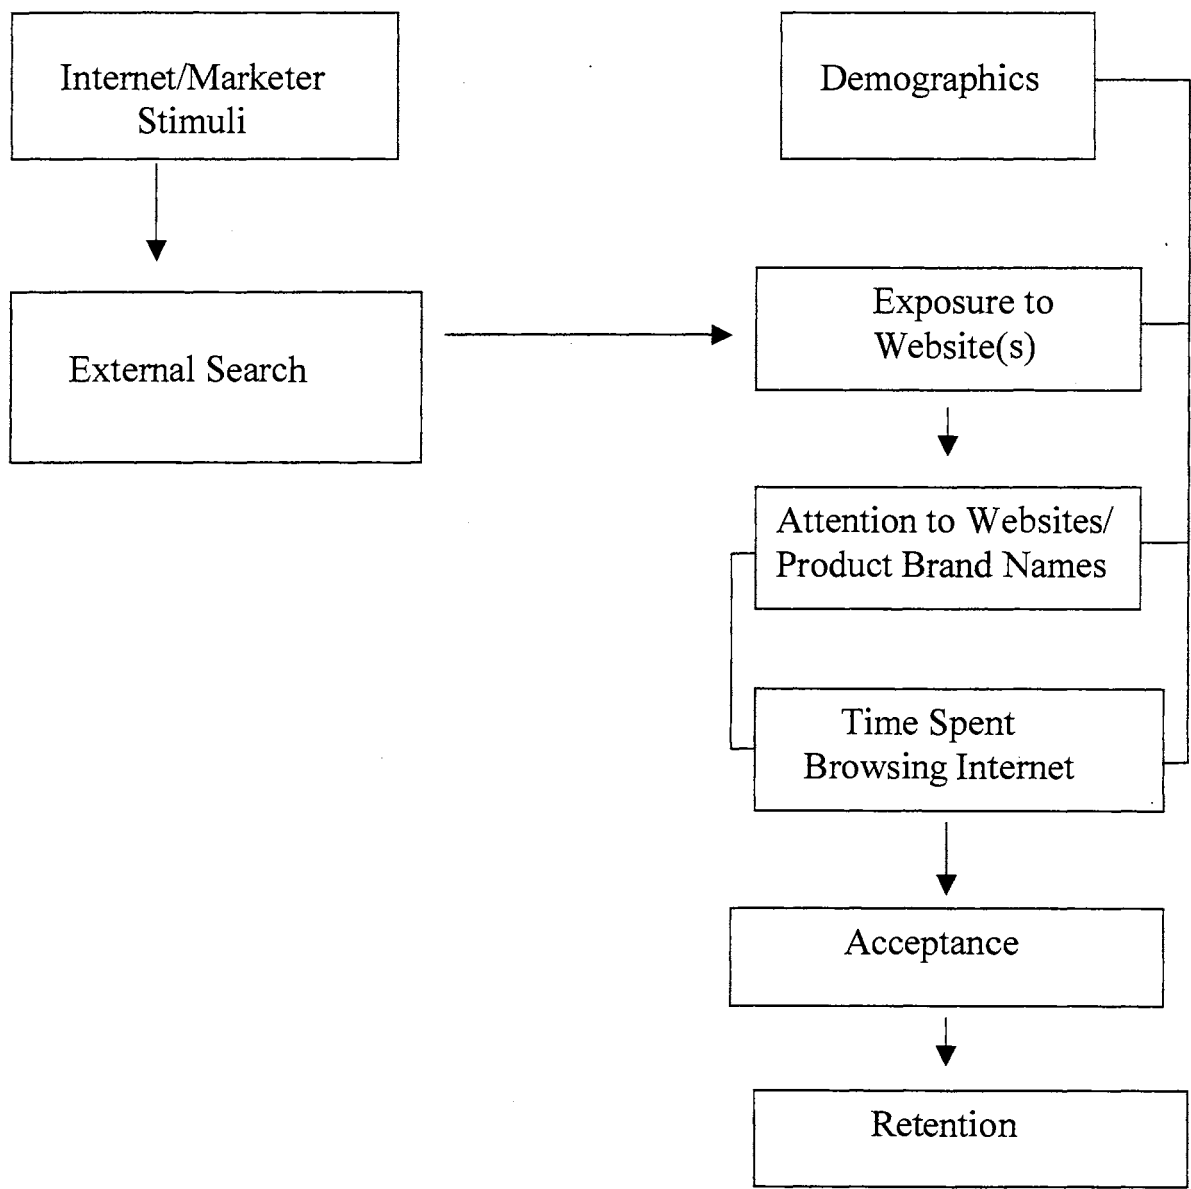 Internet/Marketer
Stimuli
Demographics
External Search
Exposure to
Website(s)
Attention to Websites/
Product Brand Names
Time Spent
Browsing Internet
Acceptance
Retention